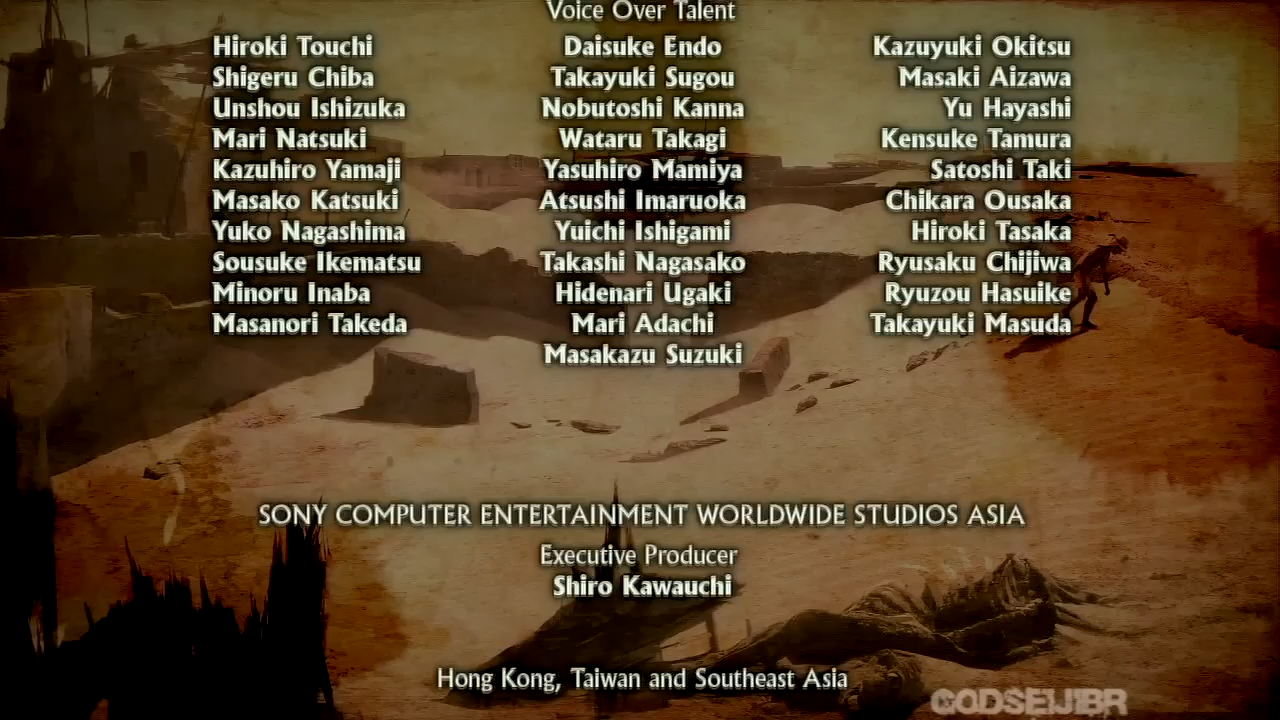 Voice Over Talent
Hiroki Touchi Daisuke Endo Kazuyuki Okitsu
Shigeru Chiba Takayuki Sugou Masaki Aizawa
Unshou Ishizuka Nobutoshi Kanna Yu Hayashi
Mari Natsuki Wataru Takagi Kensuke Tamura
Kazuhiro Yamaji Yasuhiro Mamiya Satoshi Taki
Masako Katsuki Atsushi Imaruoka Chikara Ousaka
Yuko Nagashima Yuichi Ishigami Hiroki Tasaka
Sousuke Ikematsu Takashi Nagasako Ryusaku Chijiwa
Minoru Inaba Hidenari Ugaki Ryuzou Hasuike
Masanori Takeda Mari Adachi Takayuki Masuda
Masakazu Suzuki
SONY COMPUTER ENTERTAINMENT WORLDWIDE STUDIOS ASIA
Executive Producer
Shiro Kawauchi
Hong Kong, Taiwan and Southeast Asia
GODSEIJIBR